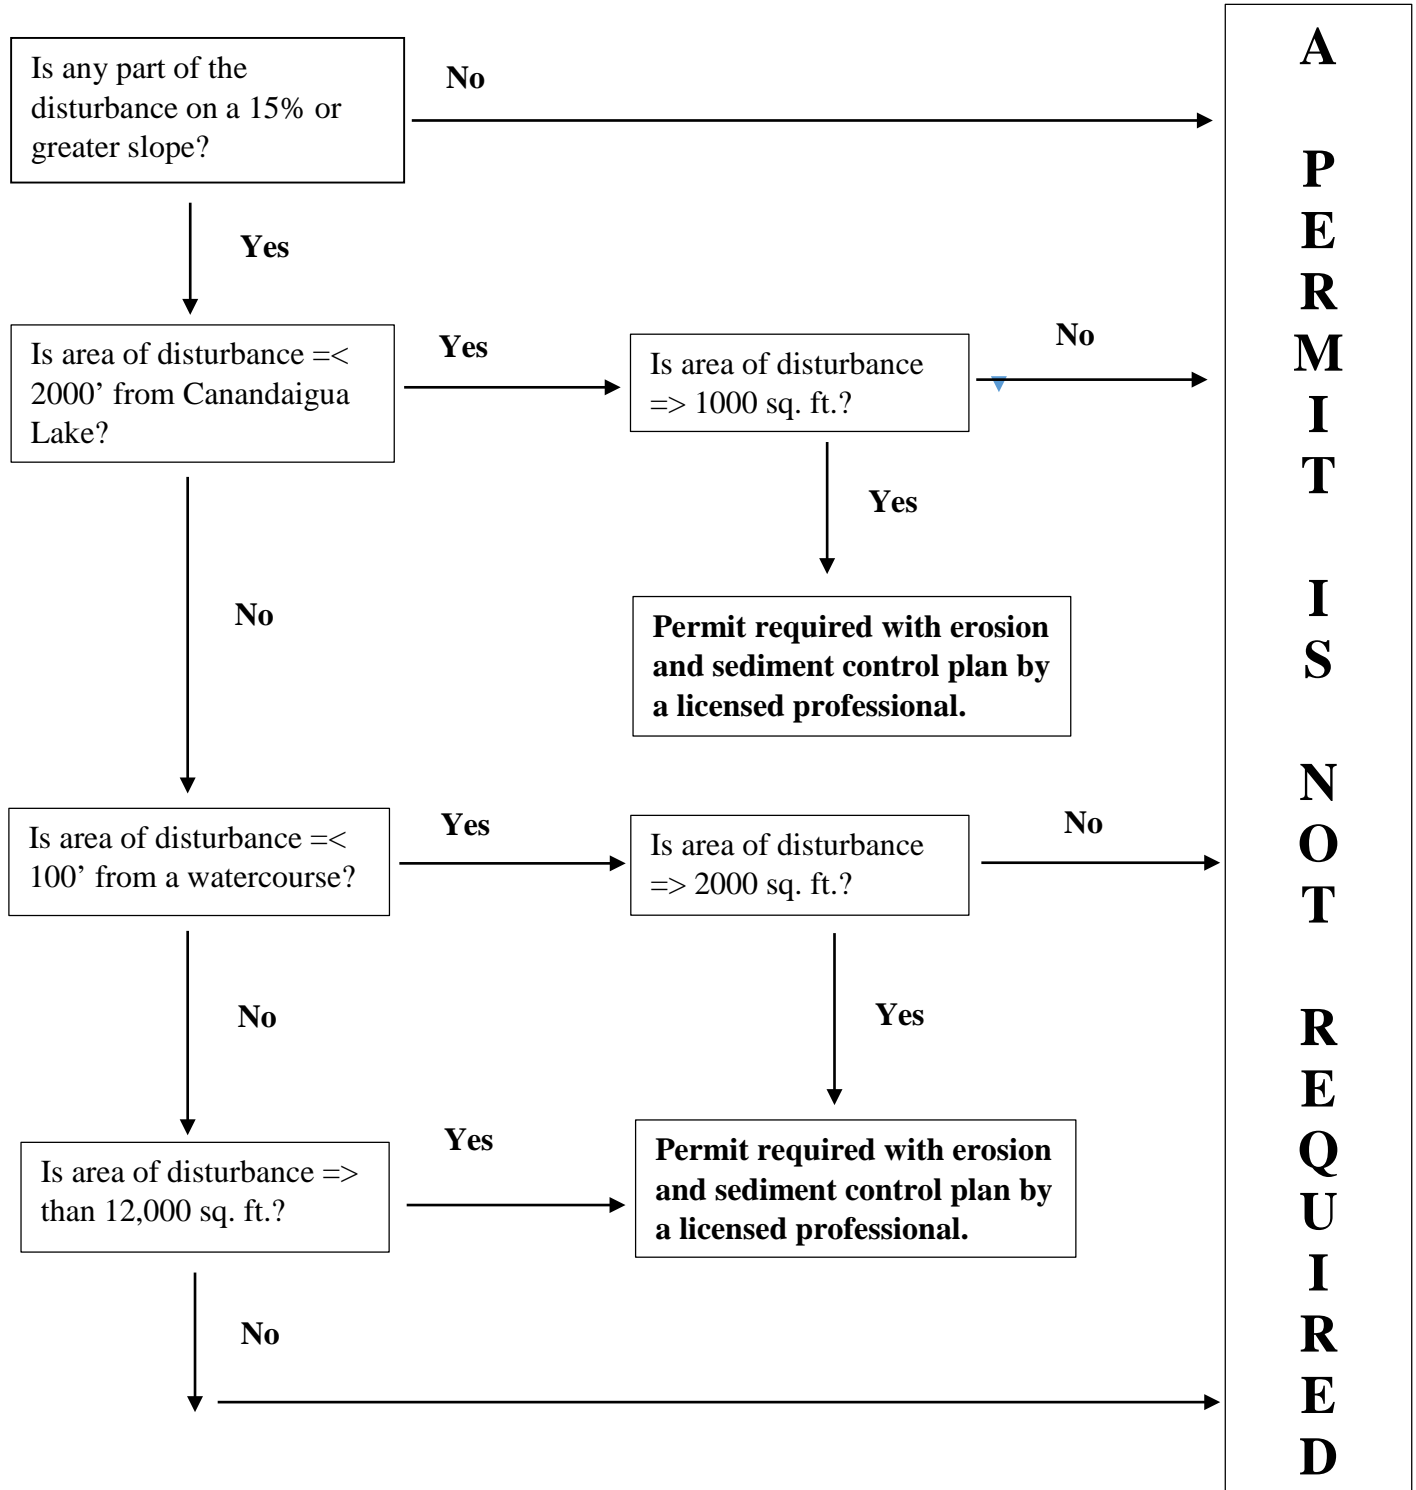 Is any part of the
disturbance on a 15% or
greater slope?
No
Yes
Is area of disturbance =<
2000’ from Canandaigua
Lake?
Yes
Is area of disturbance
=> 1000 sq. ft.?
No
Yes
No
Permit required with erosion
and sediment control plan by
a licensed professional.
Is area of disturbance =<
100’ from a watercourse?
Yes
Is area of disturbance
=> 2000 sq. ft.?
No
No
Yes
Is area of disturbance =>
than 12,000 sq. ft.?
Yes
Permit required with erosion
and sediment control plan by
a licensed professional.
No
A
P
E
R
M
I
T
I
S
N
O
T
R
E
Q
U
I
R
E
D